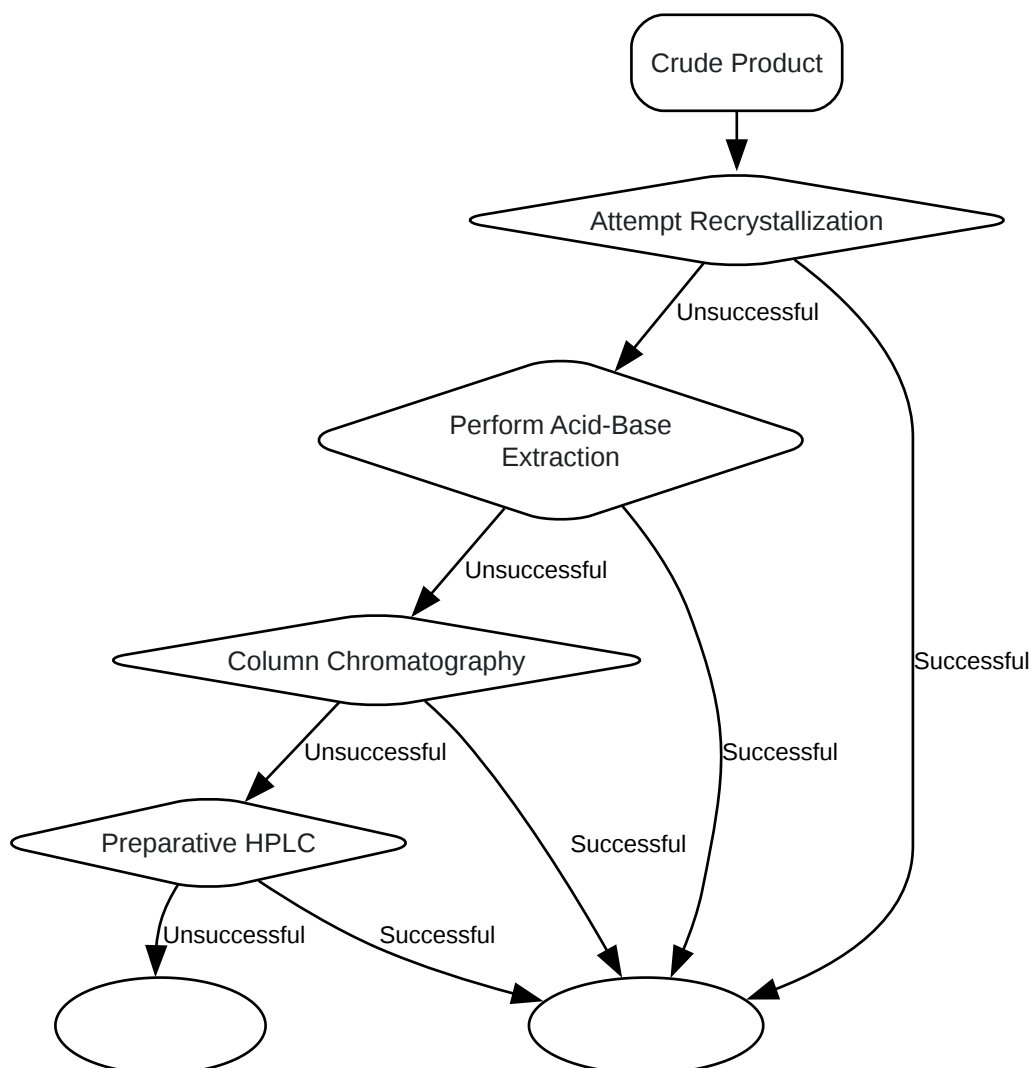 Crude Product
Attempt Recrystallization
Unsuccessful
Perform Acid-Base
Extraction
Unsuccessful
Column Chromatography
Successful
Unsuccessful
Successful
Preparative HPLC
Successful
Unsuccessful
Successful